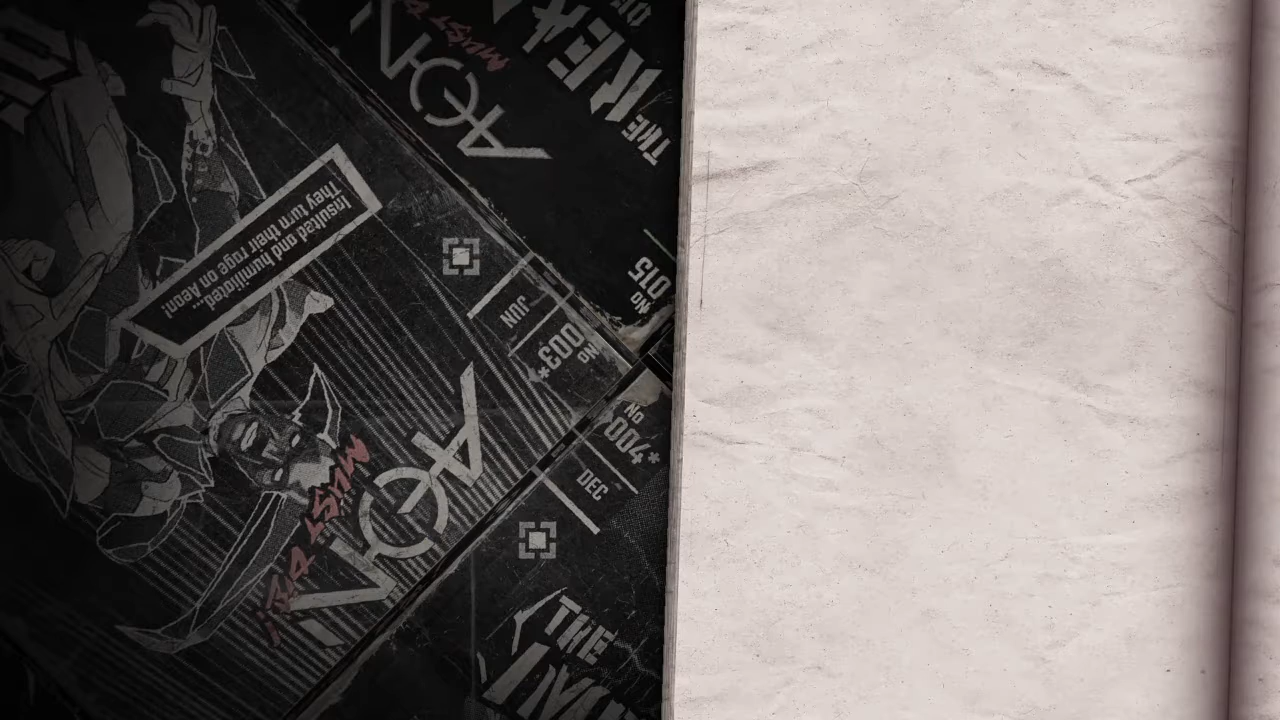 AEON
MUST DIE!
THE
No 015
Insulted and humiliated...
They turn their rage on Aeon!
JUN
No 003*
AEON
MUST DIE!
No 004*
DEC
THE